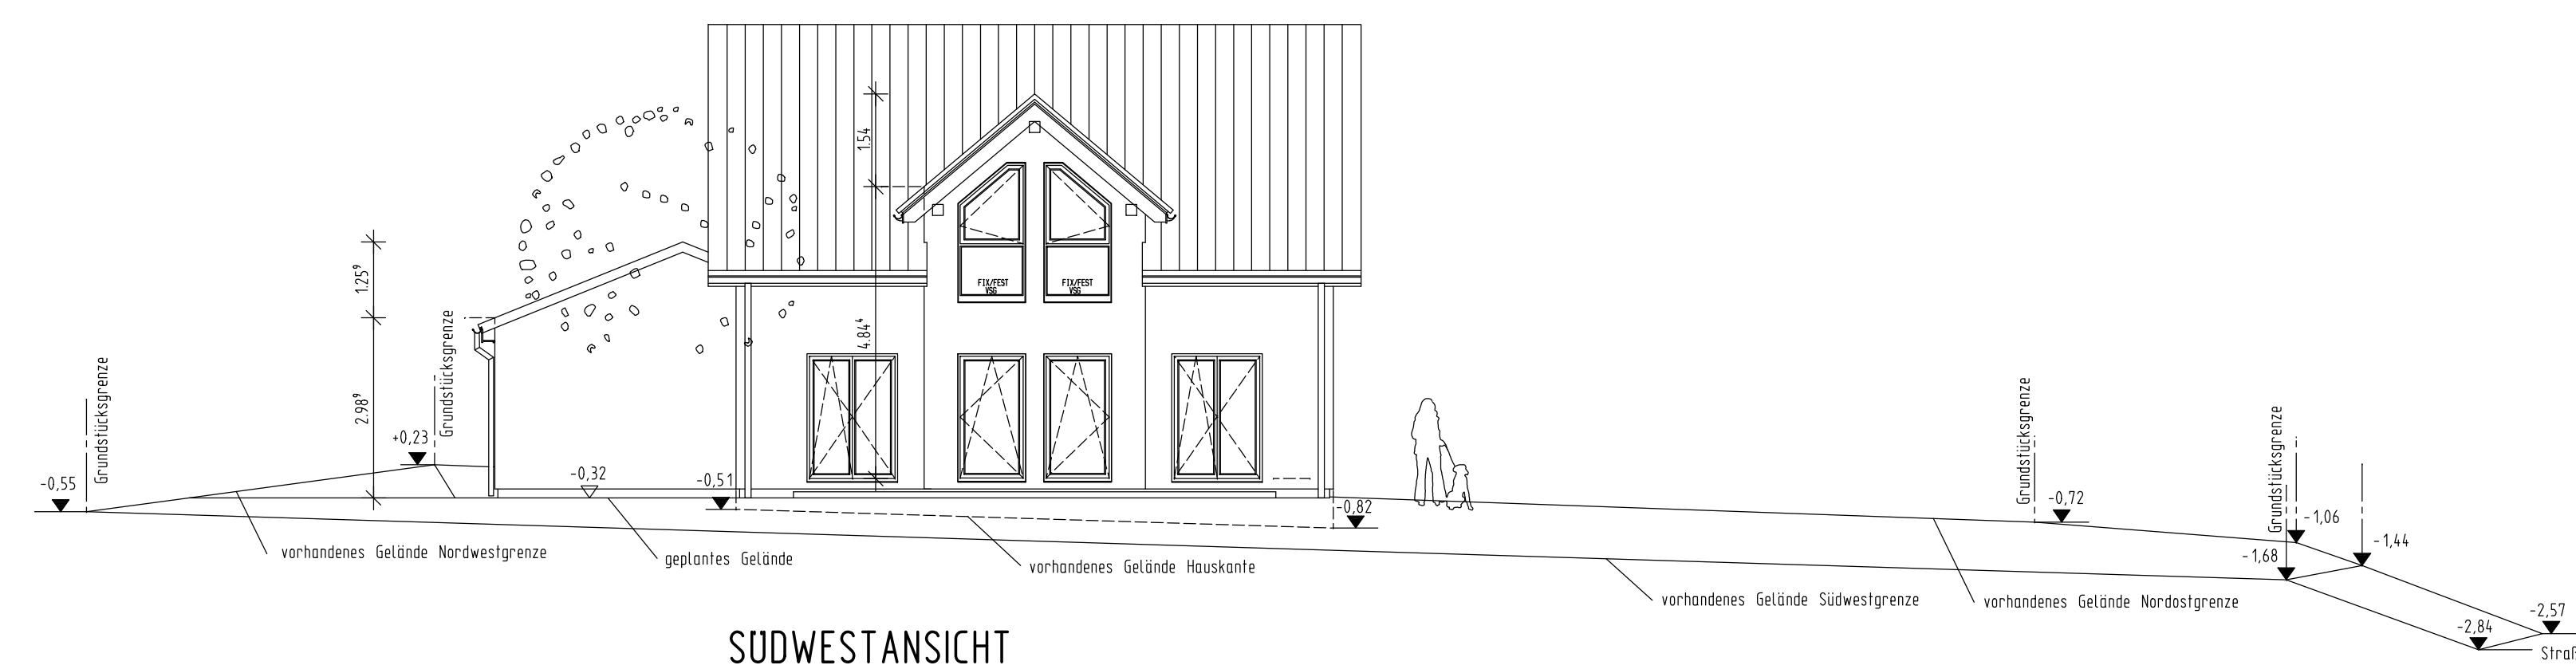 1.54
1.25⁹
FIX/FEST
VSG
FIX/FEST
VSG
4.84⁴
Grundstücksgrenze
Grundstücksgrenze
2.98⁹
Grundstücksgrenze
Grundstücksgrenze
+0,23
-0,55
-0,32
-0,51
-0,82
-0,72
-1,06
-1,44
-1,68
vorhandenes Gelände Nordwestgrenze
geplantes Gelände
vorhandenes Gelände Hauskante
vorhandenes Gelände Südwestgrenze
vorhandenes Gelände Nordostgrenze
-2,57
-2,84
Straß
SÜDWESTANSICHT